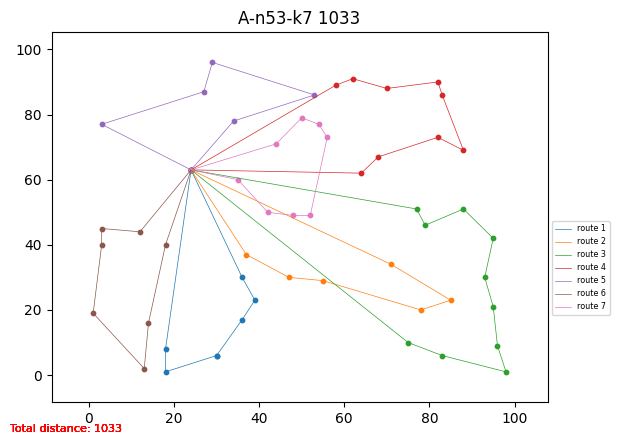 A-n53-k7 1033
100
80
60
40
20
0
0 20 40 60 80 100
route 1
route 2
route 3
route 4
route 5
route 6
route 7
Total distance: 1033